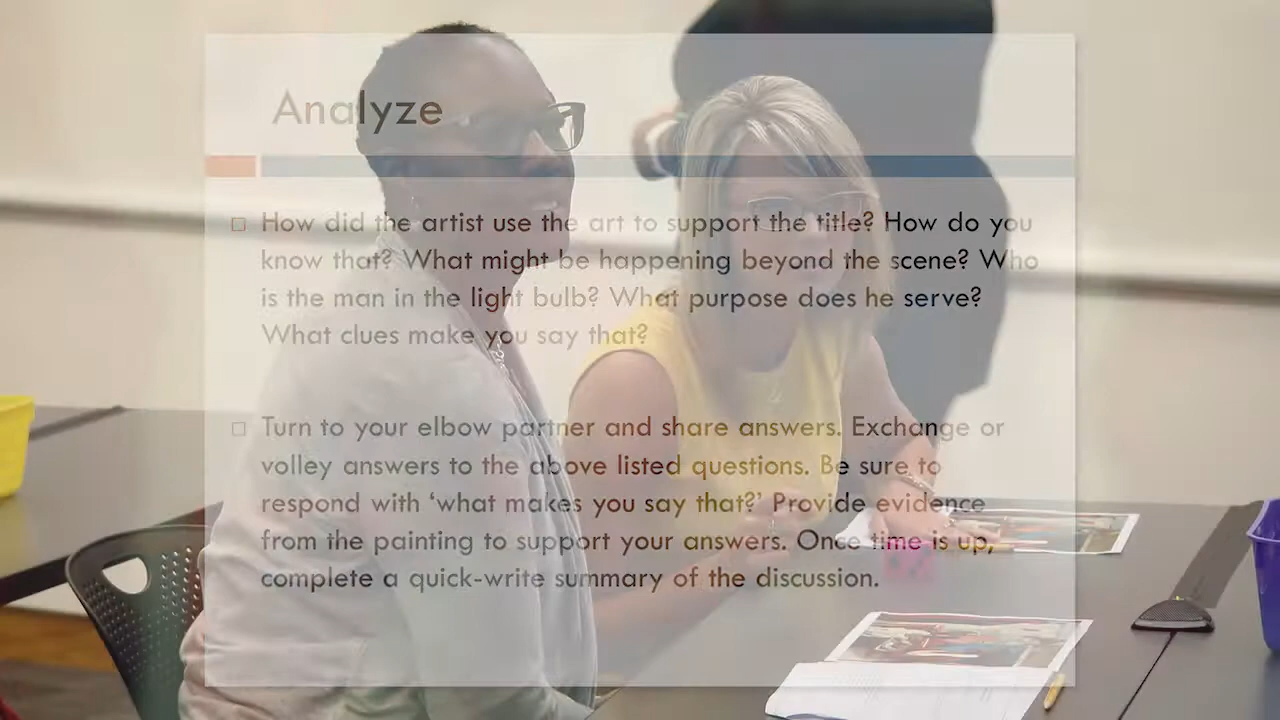 Analyze
How did the artist use the art to support the title? How do you
know that? What might be happening beyond the scene? Who
is the man in the light bulb? What purpose does he serve?
What clues make you say that?
Turn to your elbow partner and share answers. Exchange or
volley answers to the above listed questions. Be sure to
respond with ‘what makes you say that?’ Provide evidence
from the painting to support your answers. Once time is up,
complete a quick-write summary of the discussion.